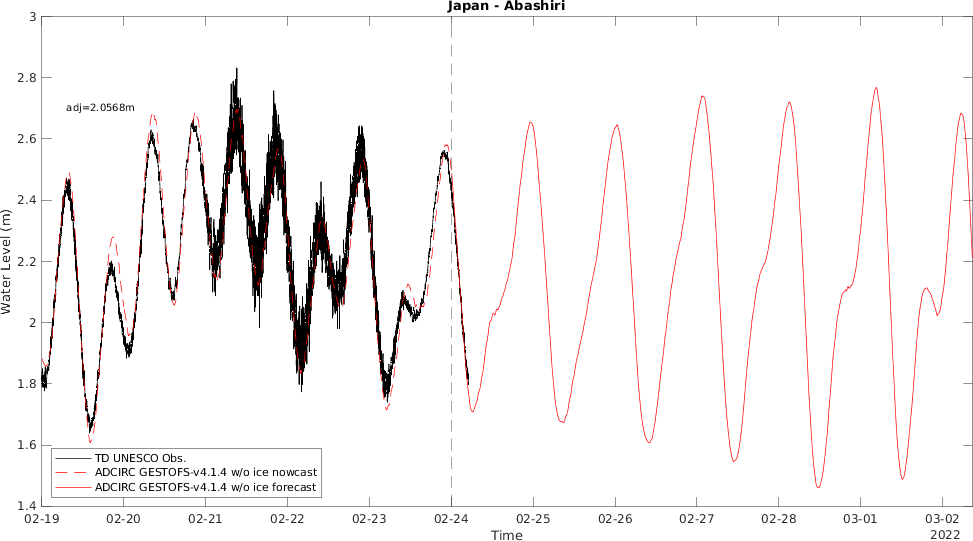 Japan - Abashiri
3
2.8
2.6
2.4
2.2
2
1.8
1.6
1.4
Water Level (m)
adj=2.0568m
TD UNESCO Obs.
ADCIRC GESTOFS-v4.1.4 w/o ice nowcast
ADCIRC GESTOFS-v4.1.4 w/o ice forecast
02-19 02-20 02-21 02-22 02-23 02-24 02-25 02-26 02-27 02-28 03-01 03-02
2022
Time